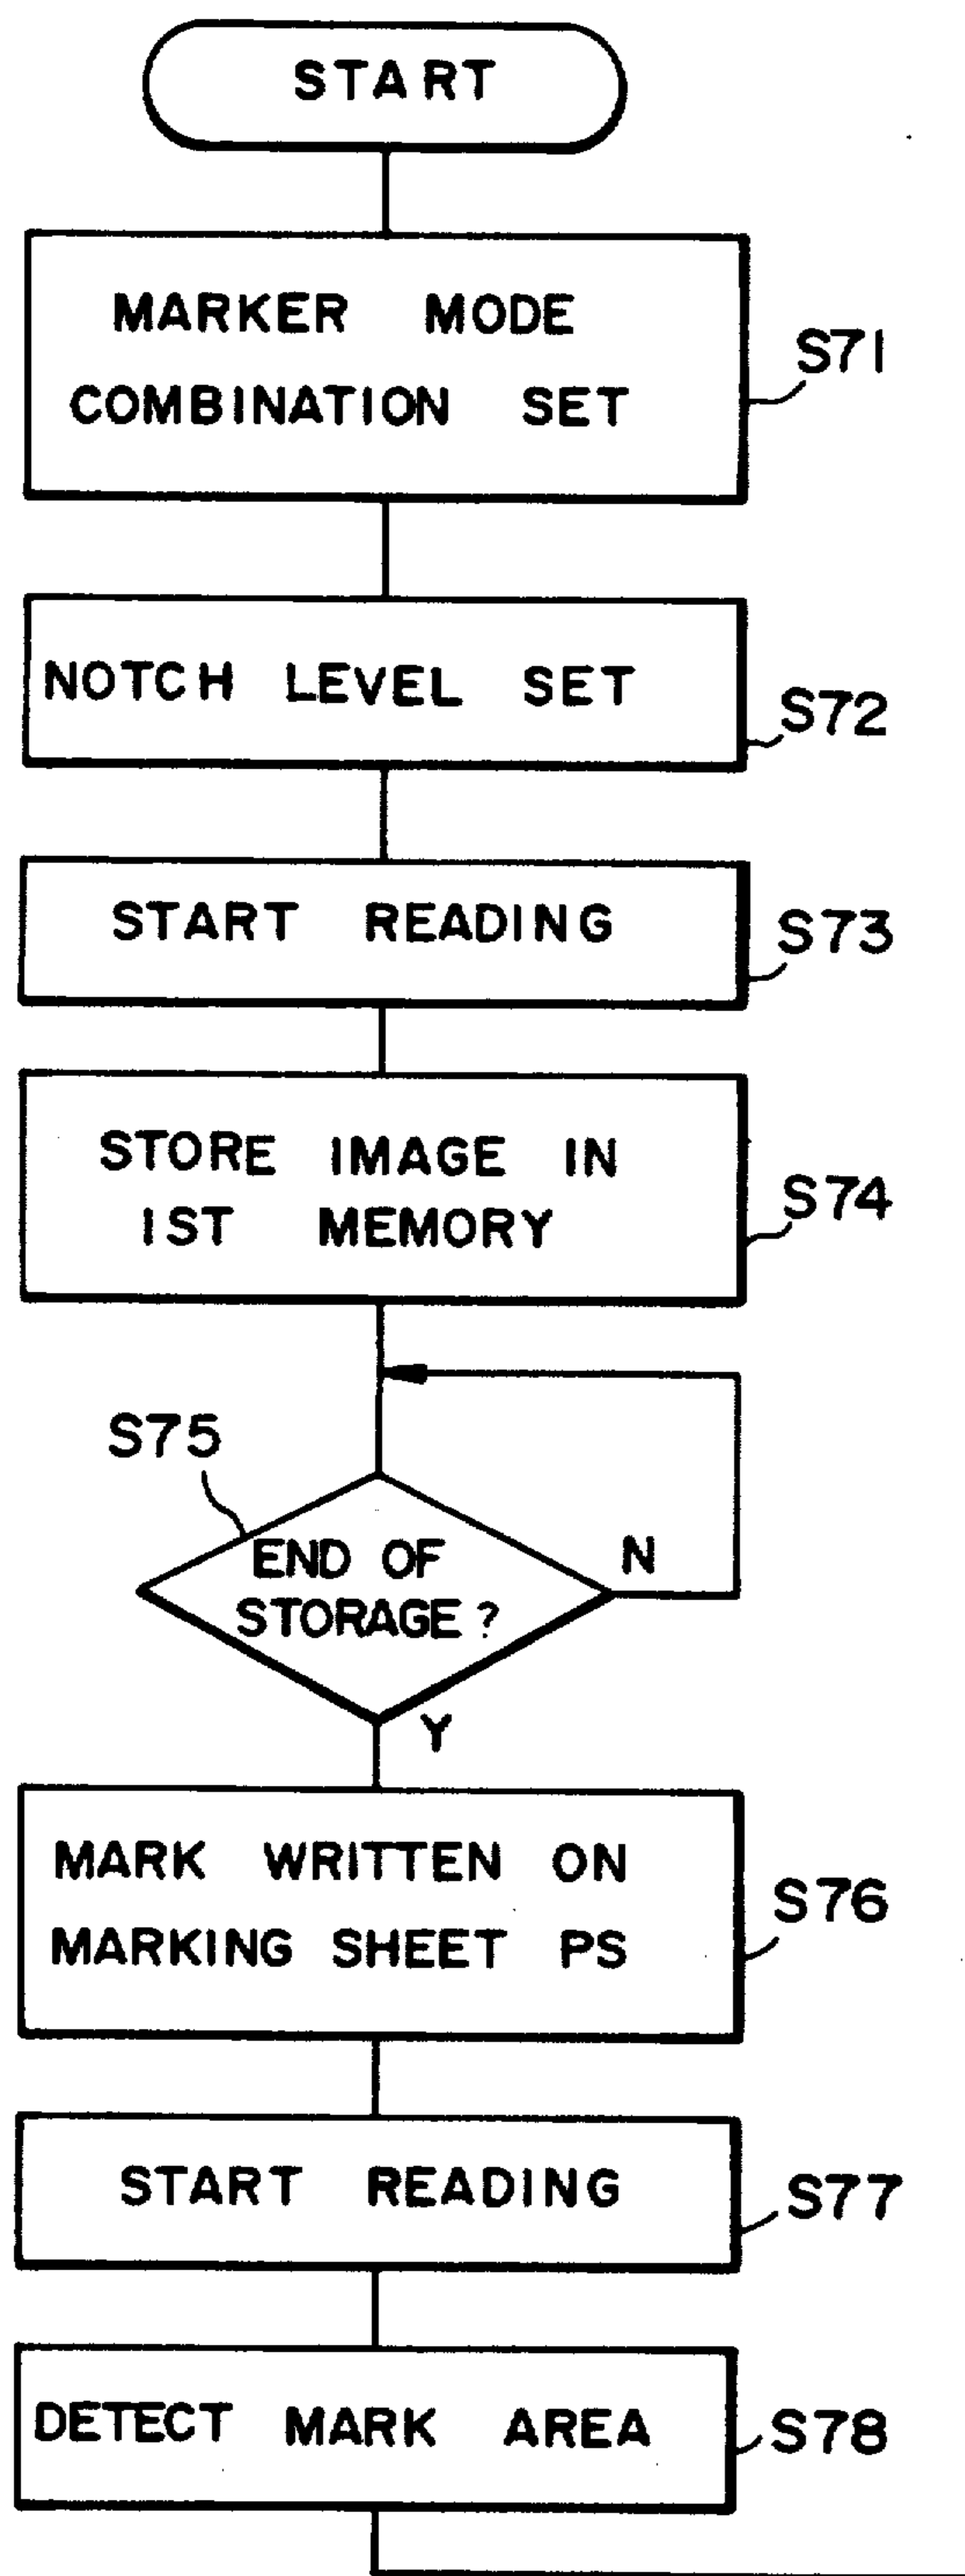 START
MARKER MODE
COMBINATION SET
S71
NOTCH LEVEL SET
S72
START READING
S73
STORE IMAGE IN
1ST MEMORY
S74
S75
END OF
STORAGE?
N
Y
MARK WRITTEN ON
MARKING SHEET PS
S76
START READING
S77
DETECT MARK AREA
S78